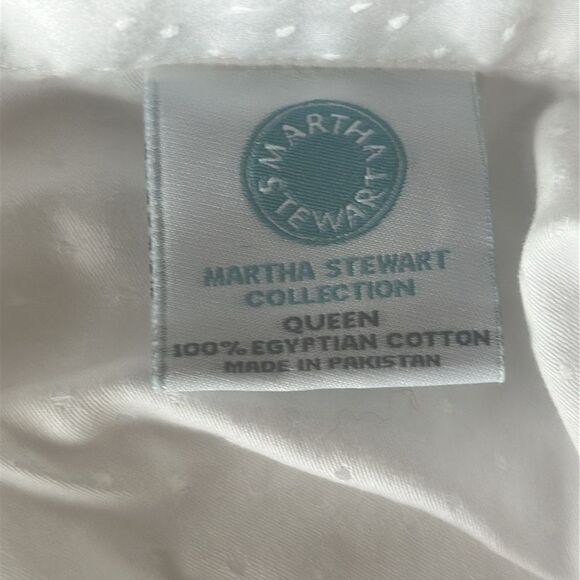 MARTHA
STEWART
MARTHA STEWART
COLLECTION
QUEEN
100% EGYPTIAN COTTON
MADE IN PAKISTAN